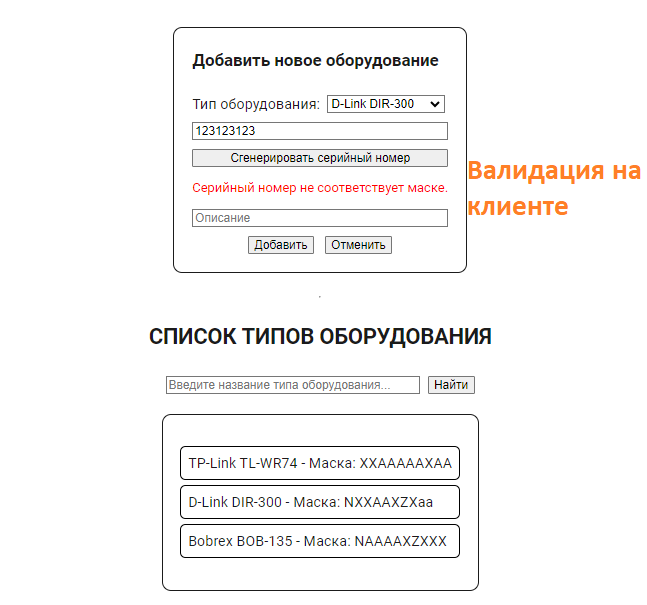 Добавить новое оборудование
Тип оборудования: D-Link DIR-300
123123123
Сгенерировать серийный номер
Серийный номер не соответствует маске.
Описание
Добавить Отменить
Валидация на
клиенте
СПИСОК ТИПОВ ОБОРУДОВАНИЯ
Введите название типа оборудования... Найти
TP-Link TL-WR74 - Маска: XXAAAAAXAA
D-Link DIR-300 - Маска: NXXAAXZXaa
Bobrex BOB-135 - Маска: NAAAAXZXXX